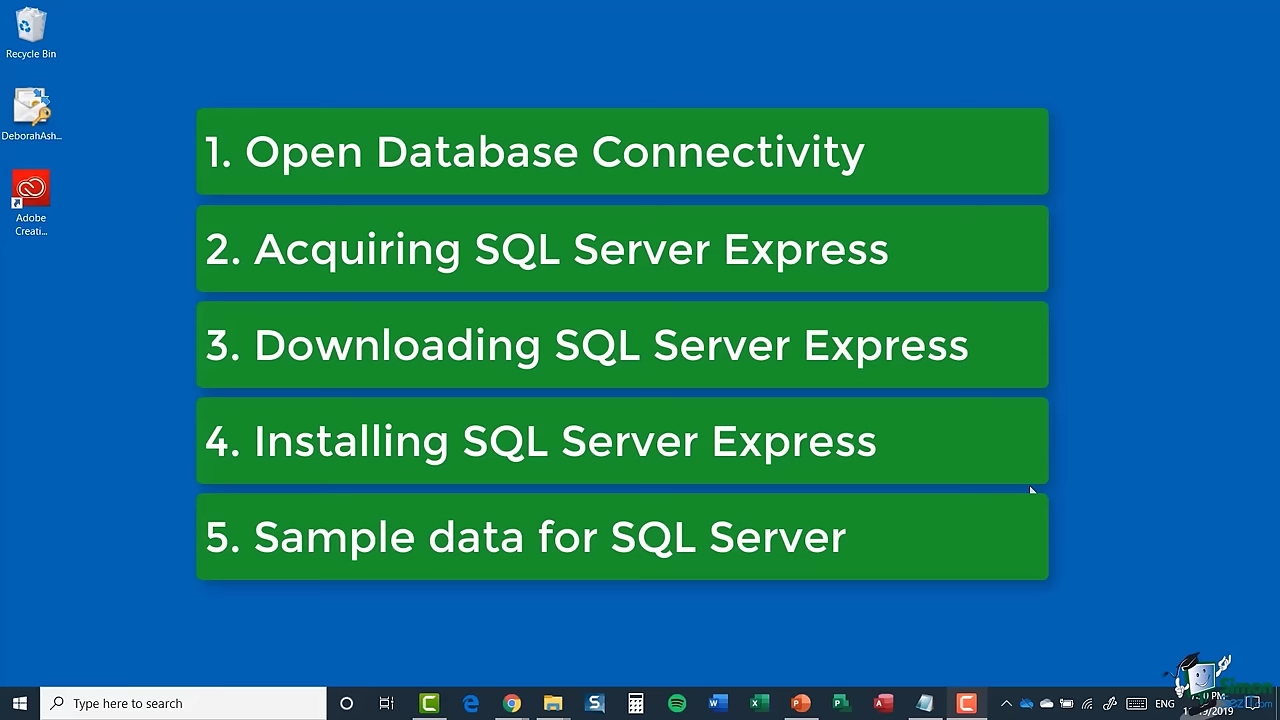 Recycle Bin
DeborahAsh...
Adobe
Creati...
1. Open Database Connectivity
2. Acquiring SQL Server Express
3. Downloading SQL Server Express
4. Installing SQL Server Express
5. Sample data for SQL Server
Type here to search
ENG